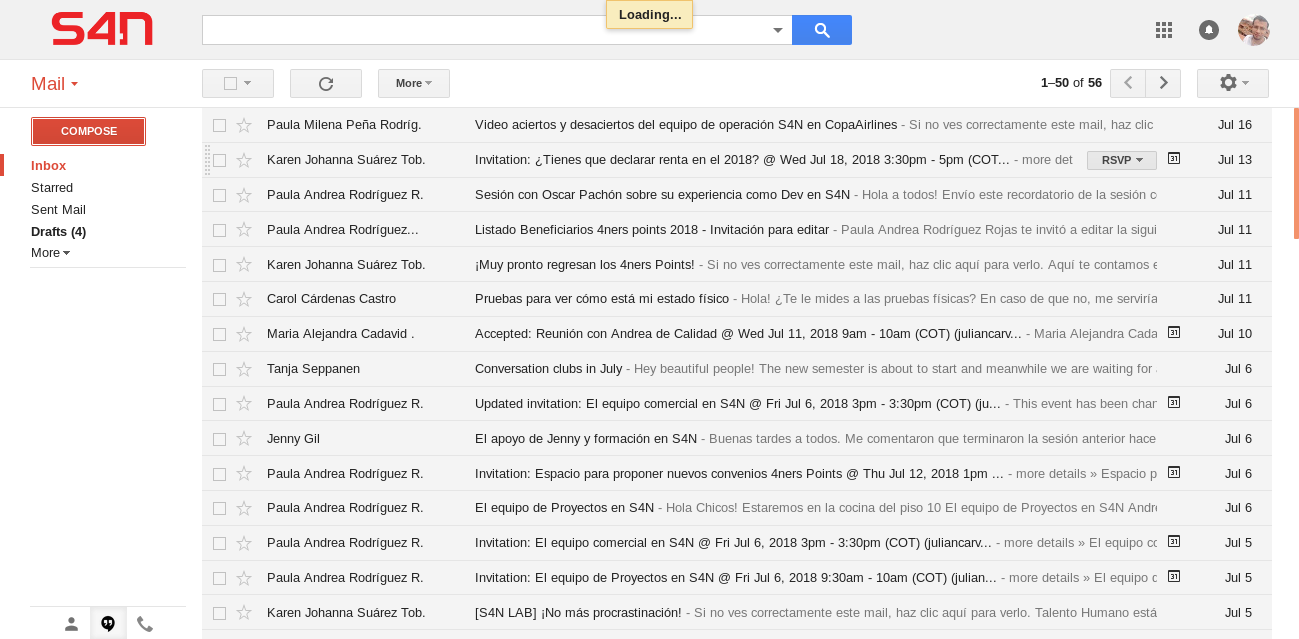 S4N
Loading...
Mail
More
1–50 of 56
COMPOSE
Inbox
Starred
Sent Mail
Drafts (4)
More
Paula Milena Peña Rodríg. Video aciertos y desaciertos del equipo de operación S4N en CopaAirlines - Si no ves correctamente este mail, haz clic Jul 16
Karen Johanna Suárez Tob. Invitation: ¿Tienes que declarar renta en el 2018? @ Wed Jul 18, 2018 3:30pm - 5pm (COT... - more det RSVP 31 Jul 13
Paula Andrea Rodríguez R. Sesión con Oscar Pachón sobre su experiencia como Dev en S4N - Hola a todos! Envío este recordatorio de la sesión Jul 11
Paula Andrea Rodríguez... Listado Beneficiarios 4ners points 2018 - Invitación para editar - Paula Andrea Rodríguez Rojas te invitó a editar la sigui Jul 11
Karen Johanna Suárez Tob. ¡Muy pronto regresan los 4ners Points! - Si no ves correctamente este mail, haz clic aquí para verlo. Aquí te contamos Jul 11
Carol Cárdenas Castro Pruebas para ver cómo está mi estado físico - Hola! ¿Te le mides a las pruebas físicas? En caso de que no, me serviría Jul 11
Maria Alejandra Cadavid . Accepted: Reunión con Andrea de Calidad @ Wed Jul 11, 2018 9am - 10am (COT) (juliancarv... - Maria Alejandra Cada 31 Jul 10
Tanja Seppanen Conversation clubs in July - Hey beautiful people! The new semester is about to start and meanwhile we are waiting for Jul 6
Paula Andrea Rodríguez R. Updated invitation: El equipo comercial en S4N @ Fri Jul 6, 2018 3pm - 3:30pm (COT) (ju... - This event has been chan 31 Jul 6
Jenny Gil El apoyo de Jenny y formación en S4N - Buenas tardes a todos. Me comentaron que terminaron la sesión anterior hace Jul 6
Paula Andrea Rodríguez R. Invitation: Espacio para proponer nuevos convenios 4ners Points @ Thu Jul 12, 2018 1pm ... - more details » Espacio p 31 Jul 6
Paula Andrea Rodríguez R. El equipo de Proyectos en S4N - Hola Chicos! Estaremos en la cocina del piso 10 El equipo de Proyectos en S4N Andre Jul 6
Paula Andrea Rodríguez R. Invitation: El equipo comercial en S4N @ Fri Jul 6, 2018 3pm - 3:30pm (COT) (juliancarv... - more details » El equipo co 31 Jul 5
Paula Andrea Rodríguez R. Invitation: El equipo de Proyectos en S4N @ Fri Jul 6, 2018 9:30am - 10am (COT) (julian... - more details » El equipo d 31 Jul 5
Karen Johanna Suárez Tob. [S4N LAB] ¡No más procrastinación! - Si no ves correctamente este mail, haz clic aquí para verlo. Talento Humano está Jul 5